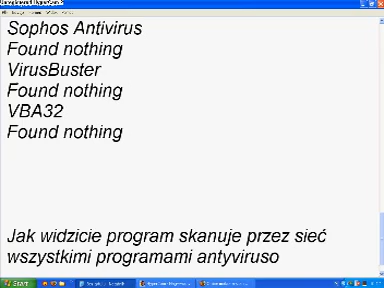 Sophos Antivirus
Found nothing
VirusBuster
Found nothing
VBA32
Found nothing
Jak widzicie program skanuje przez sieć
wszystkimi programami antyviruso
Start